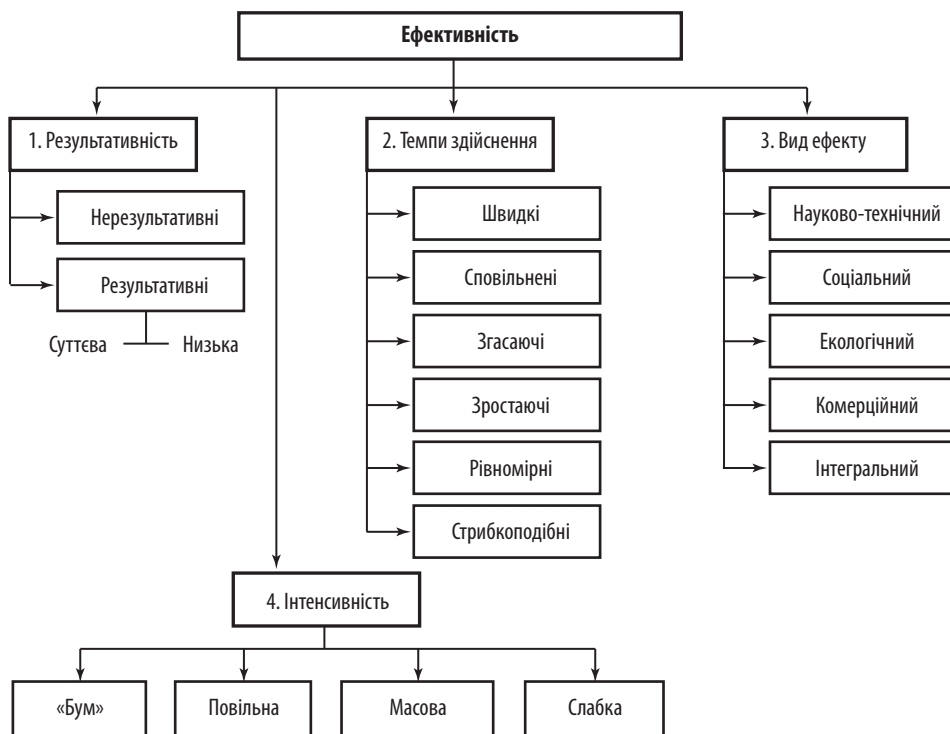 Ефективність
1. Результативність
2. Темпи здійснення
3. Вид ефекту
Нерезультативні
Результативні
Суттєва
Низька
Швидкі
Сповільнені
Згасаючі
Зростаючі
Рівномірні
Стрибкоподібні
Науково-технічний
Соціальний
Екологічний
Комерційний
Інтегральний
4. Інтенсивність
«Бум»
Повільна
Масова
Слабка